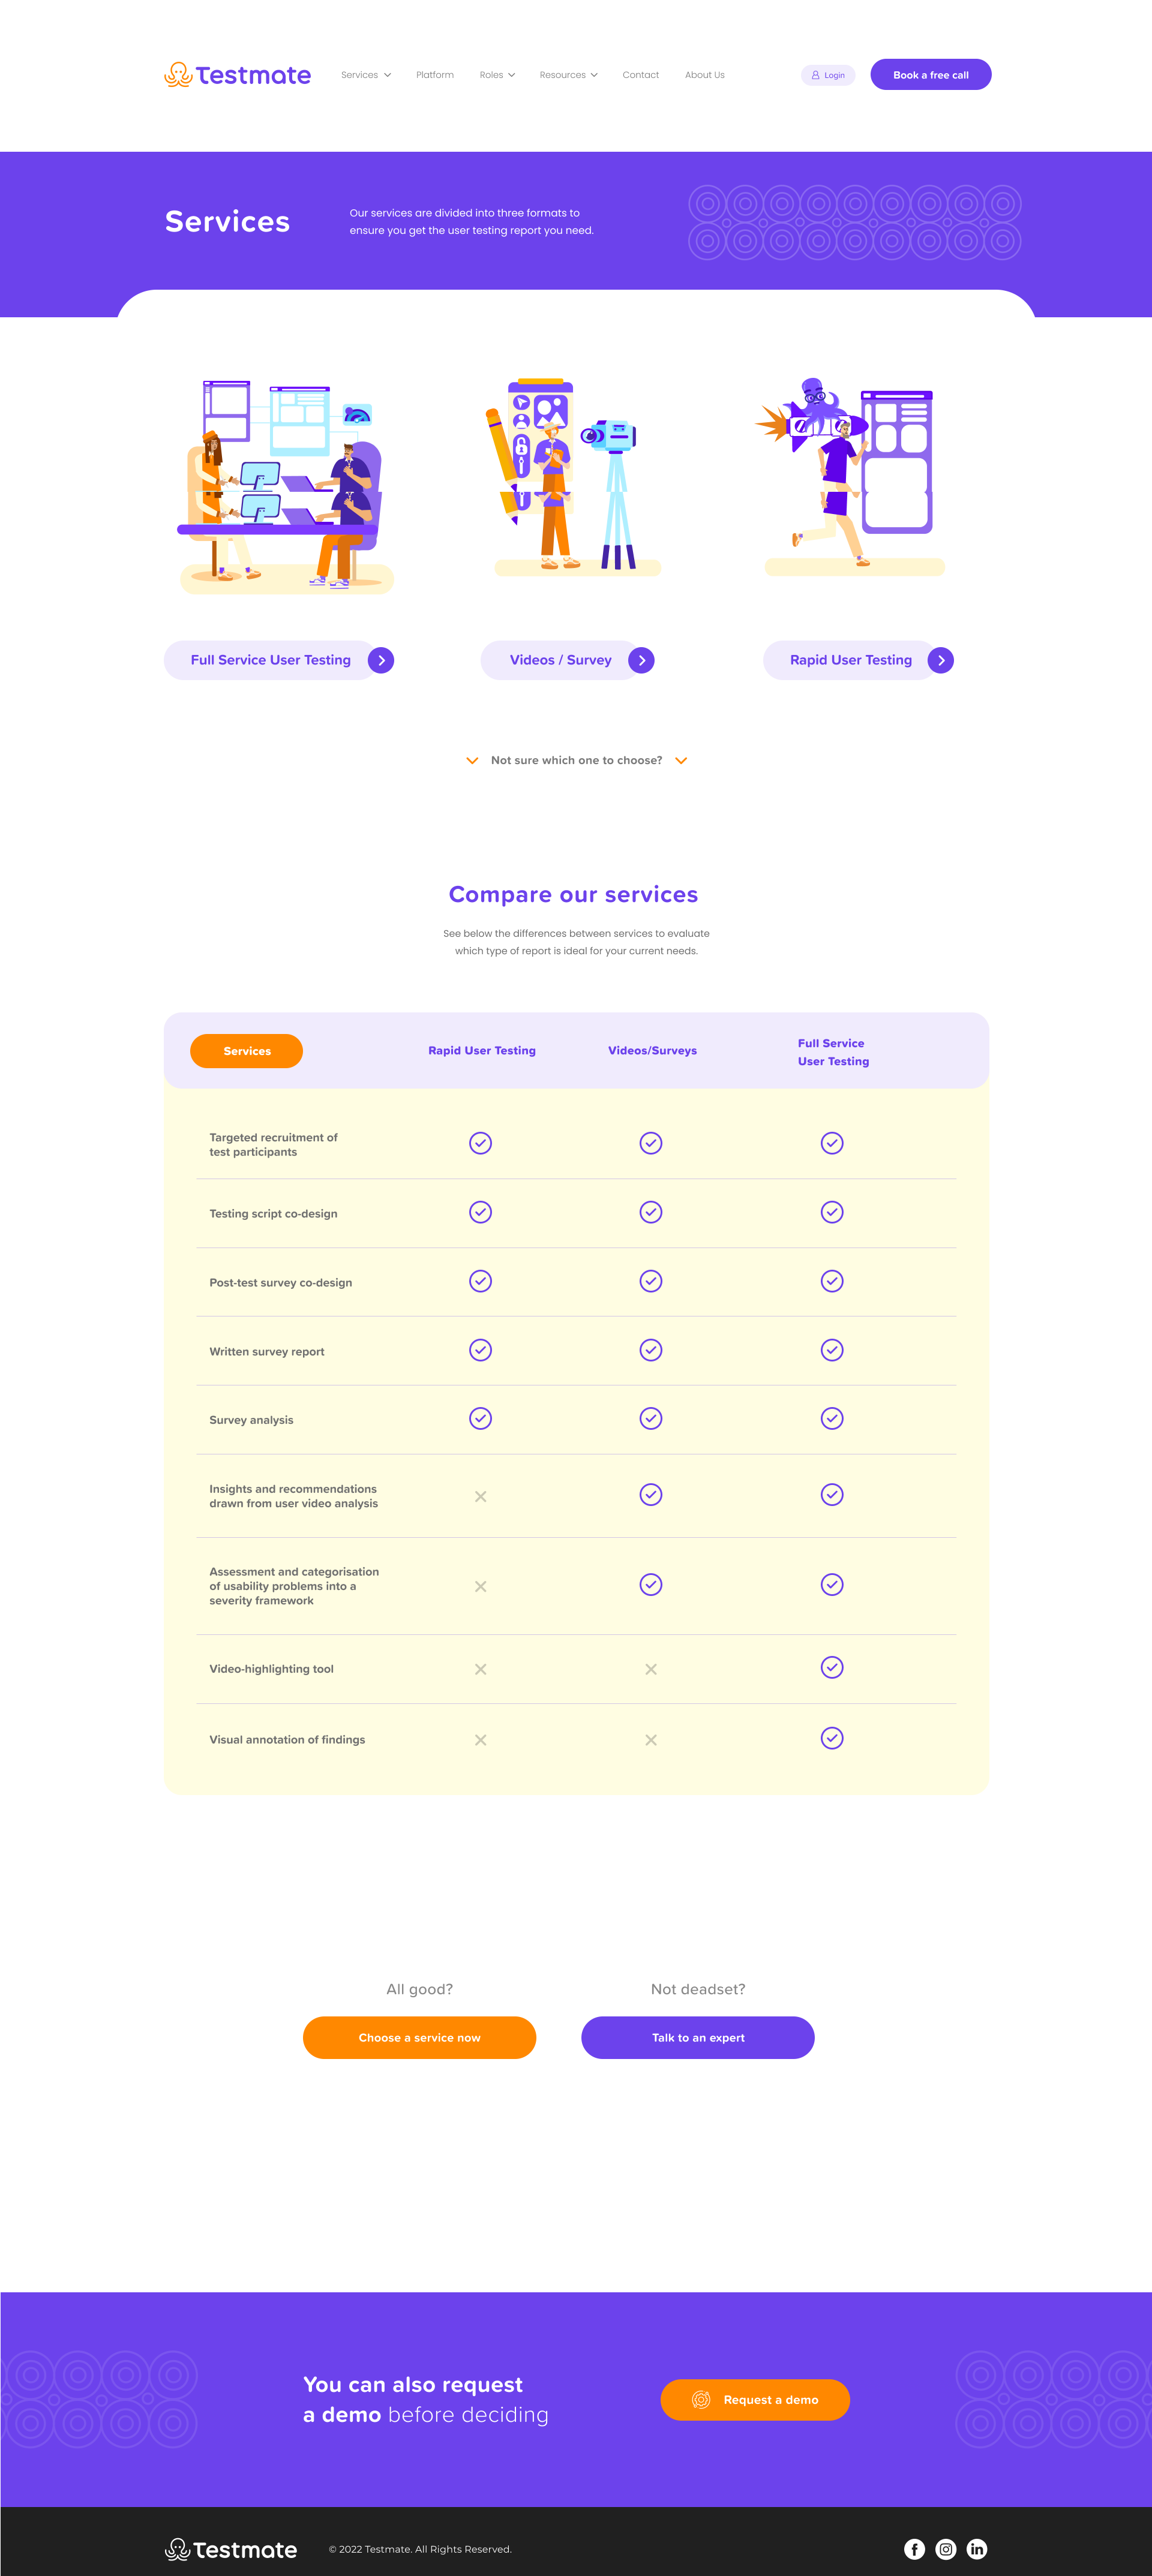 Testmate
Services
Platform
Roles
Resources
Contact
About Us
Login
Book a free call
Services
Our services are divided into three formats to
ensure you get the user testing report you need.
Full Service User Testing
Videos / Survey
Rapid User Testing
Not sure which one to choose?
Compare our services
See below the differences between services to evaluate
which type of report is ideal for your current needs.
Services
Rapid User Testing
Videos/Surveys
Full Service
User Testing
Targeted recruitment of
test participants
Testing script co-design
Post-test survey co-design
Written survey report
Survey analysis
Insights and recommendations
drawn from user video analysis
Assessment and categorisation
of usability problems into a
severity framework
Video-highlighting tool
Visual annotation of findings
All good?
Not deadset?
Choose a service now
Talk to an expert
You can also request
a demo before deciding
Request a demo
Testmate
© 2022 Testmate. All Rights Reserved.